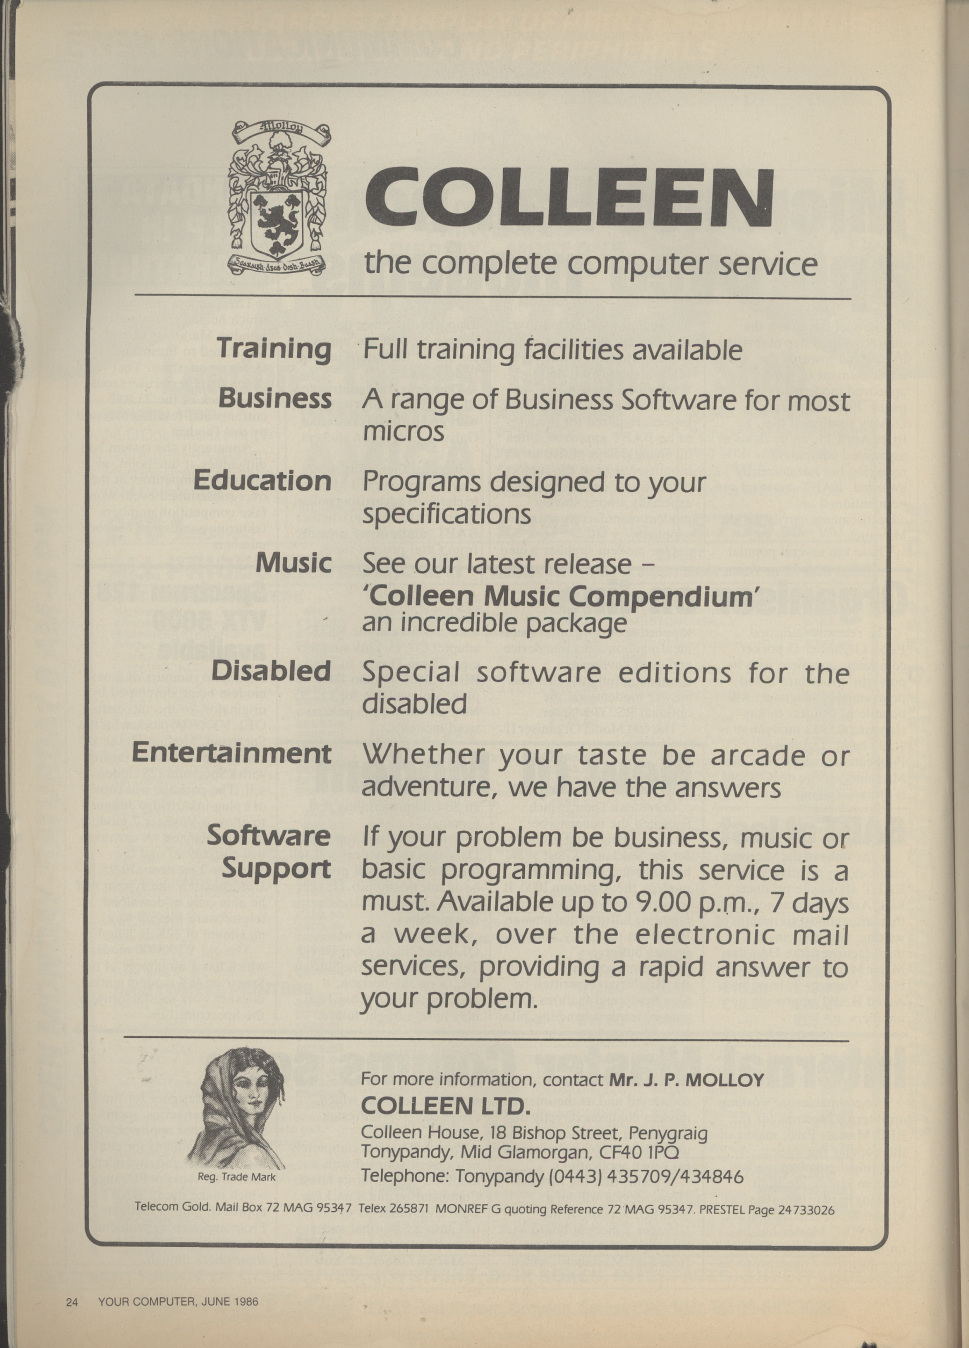 Molloy
COLLEEN
the complete computer service
Training Full training facilities available
Business A range of Business Software for most
micros
Education Programs designed to your
specifications
Music See our latest release –
'Colleen Music Compendium'
an incredible package
Disabled Special software editions for the
disabled
Entertainment Whether your taste be arcade or
adventure, we have the answers
Software If your problem be business, music or
Support basic programming, this service is a
must. Available up to 9.00 p.m., 7 days
a week, over the electronic mail
services, providing a rapid answer to
your problem.
For more information, contact Mr. J. P. MOLLOY
COLLEEN LTD.
Colleen House, 18 Bishop Street, Penygraig
Tonypandy, Mid Glamorgan, CF40 1PQ
Telephone: Tonypandy (0443) 435709/434846
Reg. Trade Mark
Telecom Gold. Mail Box 72 MAG 95347 Telex 265871 MONREF G quoting Reference 72 MAG 95347. PRESTEL Page 24733026
24 YOUR COMPUTER, JUNE 1986